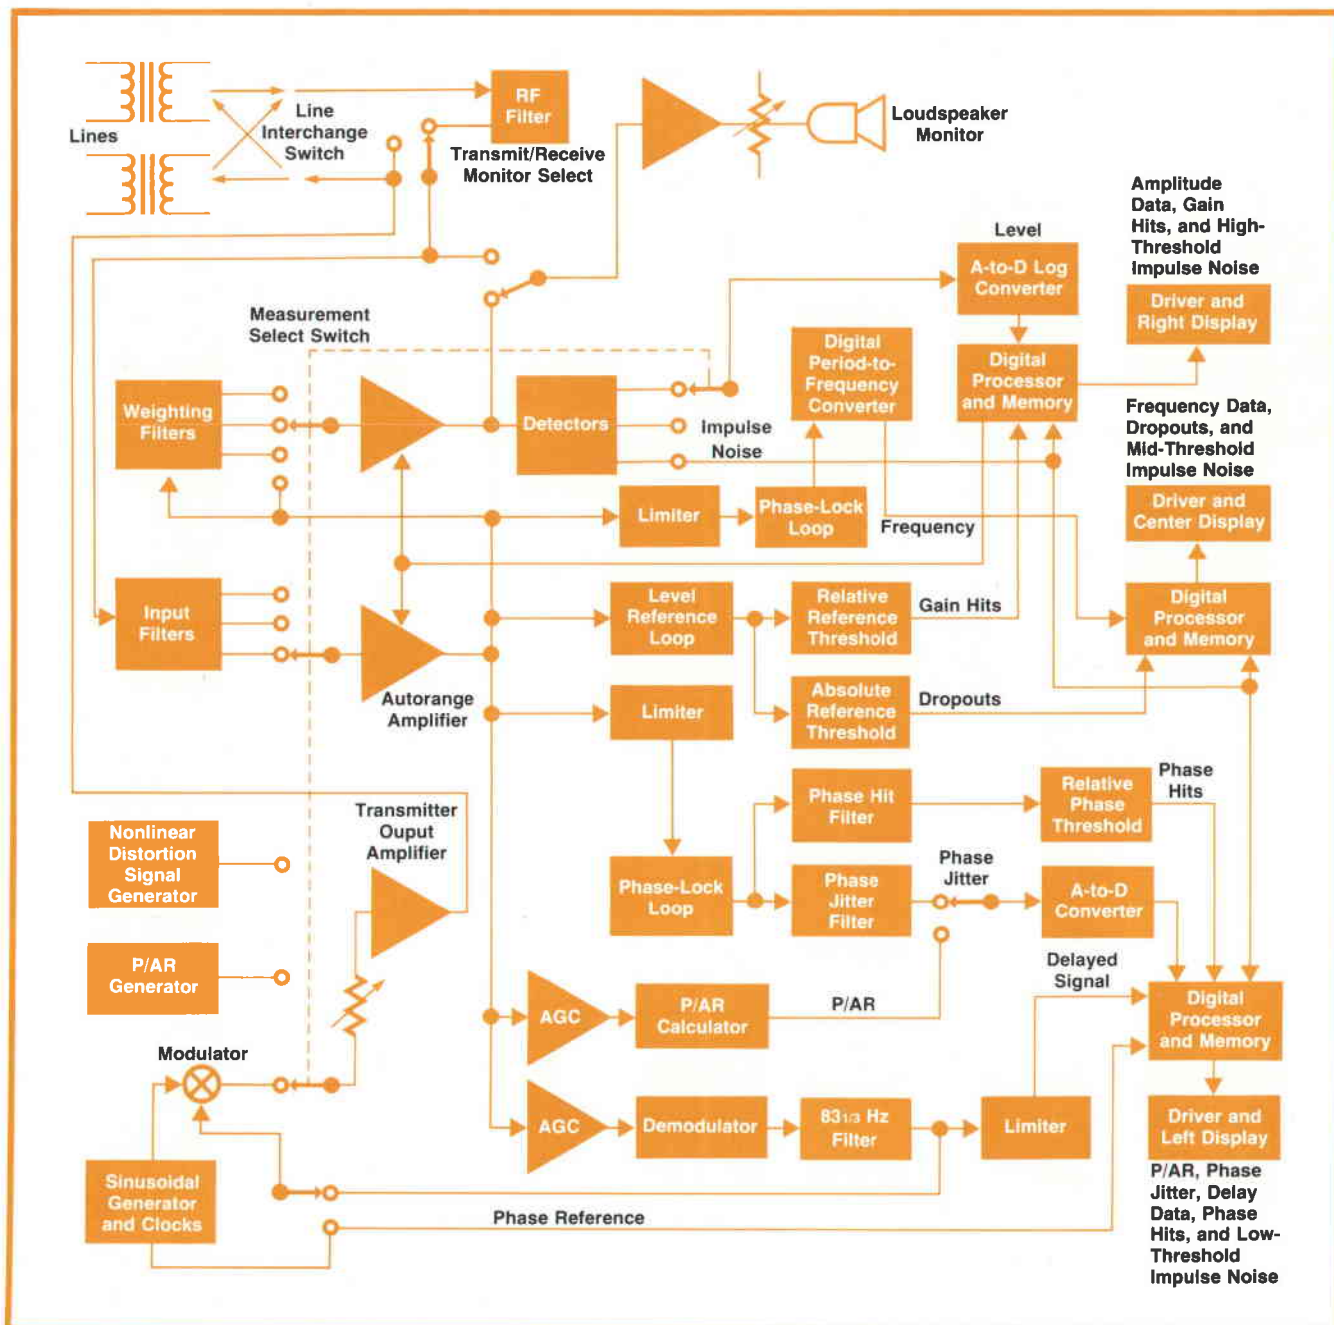 Lines
Line
Interchange
Switch
RF
Filter
Transmit/Receive
Monitor Select
Loudspeaker
Monitor
Amplitude
Data, Gain
Hits, and High-
Threshold
Impulse Noise
Level
A-to-D Log
Converter
Driver and
Right Display
Measurement
Select Switch
Digital
Period-to-
Frequency
Converter
Digital
Processor
and Memory
Weighting
Filters
Detectors
Impulse
Noise
Frequency Data,
Dropouts, and
Mid-Threshold
Impulse Noise
Limiter
Phase-Lock
Loop
Frequency
Driver and
Center Display
Input
Filters
Level
Reference
Loop
Relative
Reference
Threshold
Gain Hits
Digital
Processor
and Memory
Autorange
Amplifier
Limiter
Absolute
Reference
Threshold
Dropouts
Nonlinear
Distortion
Signal
Generator
Transmitter
Ouput
Amplifier
Phase Hit
Filter
Relative
Phase
Threshold
Phase
Hits
Phase-Lock
Loop
Phase
Jitter
Filter
Phase
Jitter
A-to-D
Converter
P/AR
Generator
Delayed
Signal
AGC
P/AR
Calculator
P/AR
Digital
Processor
and Memory
Modulator
AGC
Demodulator
831/3 Hz
Filter
Limiter
Driver and
Left Display
Sinusoidal
Generator
and Clocks
Phase Reference
P/AR, Phase
Jitter, Delay
Data, Phase
Hits, and Low-
Threshold
Impulse Noise